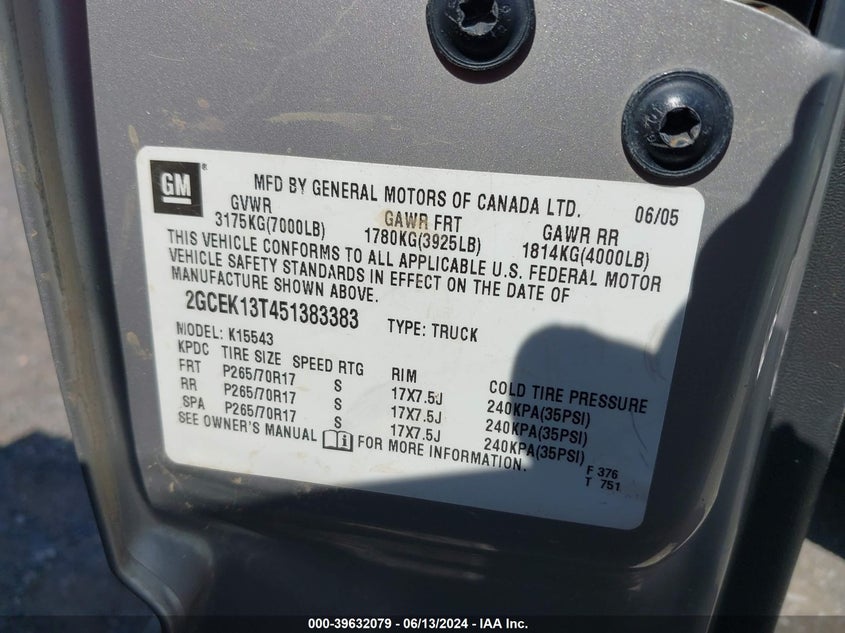 GM
MFD BY GENERAL MOTORS OF CANADA LTD. 06/05
GVWR GAWR FRT GAWR RR
3175KG(7000LB) 1780KG(3925LB) 1814KG(4000LB)
THIS VEHICLE CONFORMS TO ALL APPLICABLE U.S. FEDERAL MOTOR
VEHICLE SAFETY STANDARDS IN EFFECT ON THE DATE OF
MANUFACTURE SHOWN ABOVE.
2GCEK13T451383383 TYPE: TRUCK
MODEL: K15543
KPDC TIRE SIZE SPEED RTG RIM COLD TIRE PRESSURE
FRT P265/70R17 S 17X7.5J 240KPA(35PSI)
RR P265/70R17 S 17X7.5J 240KPA(35PSI)
SPA P265/70R17 S 17X7.5J 240KPA(35PSI)
SEE OWNER'S MANUAL FOR MORE INFORMATION.
F 376
T 751
000-39632079 - 06/13/2024 - IAA Inc.